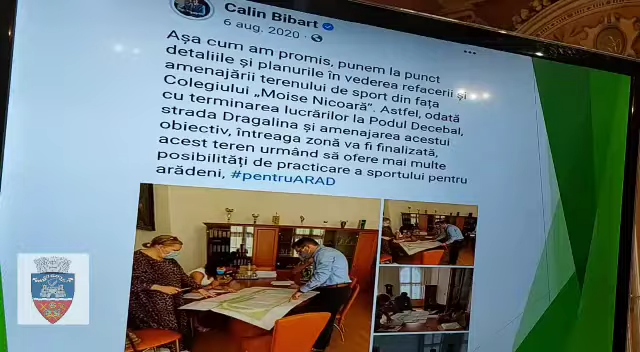 Calin Bibart
6 aug. 2020 ·
Așa cum am promis, punem la punct
detaliile și planurile în vederea refacerii și
amenajării terenului de sport din fața
Colegiului „Moise Nicoară”. Astfel, odată
cu terminarea lucrărilor la Podul Decebal,
strada Dragalina și amenajarea acestui
obiectiv, întreaga zonă va fi finalizată,
acest teren urmând să ofere mai multe
posibilități de practicare a sportului pentru
arădeni, #pentruARAD